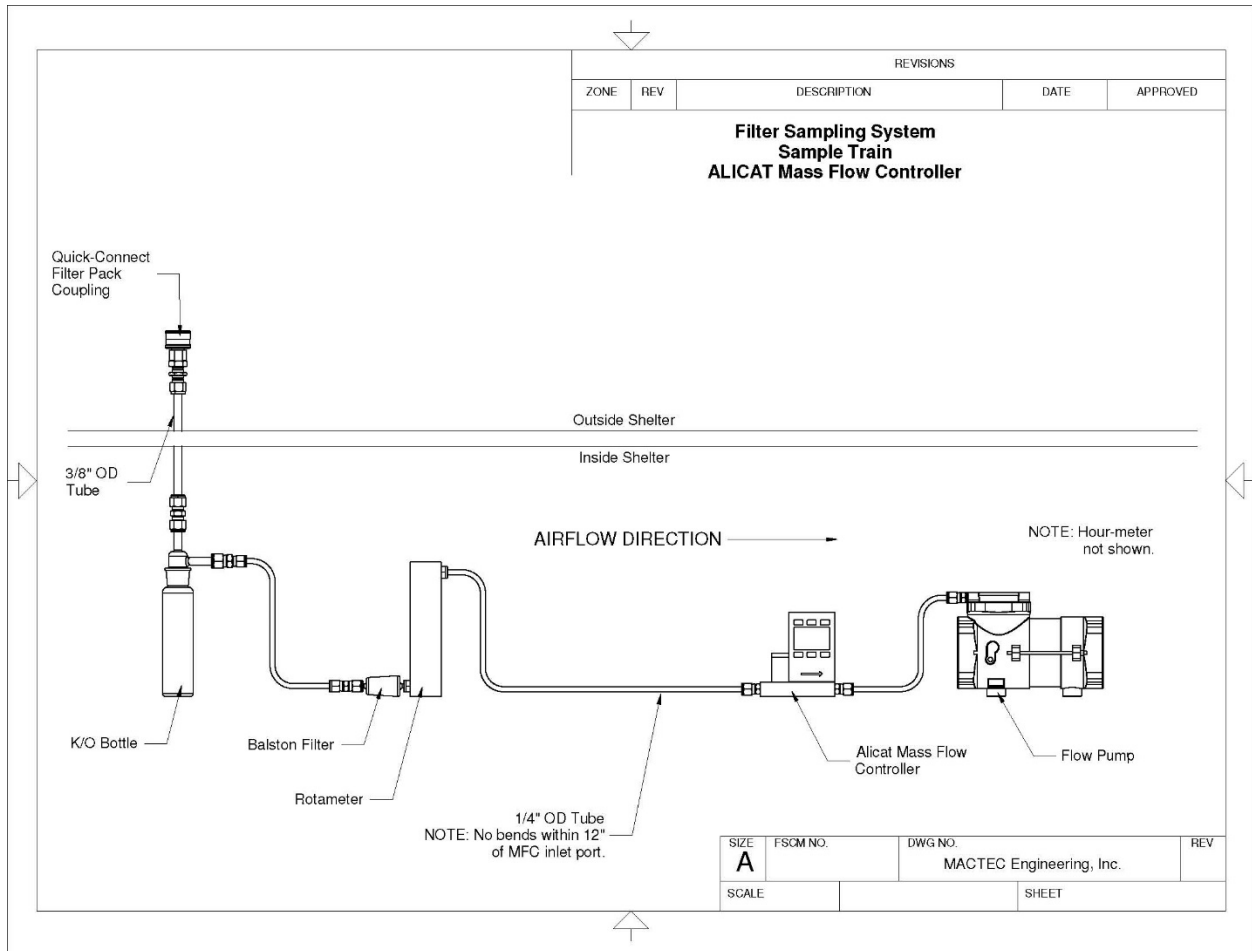 REVISIONS
ZONE REV DESCRIPTION DATE APPROVED
Filter Sampling System
Sample Train
ALICAT Mass Flow Controller
Quick-Connect
Filter Pack
Coupling
Outside Shelter
Inside Shelter
3/8" OD
Tube
AIRFLOW DIRECTION
NOTE: Hour-meter
not shown.
K/O Bottle
Balston Filter
Rotameter
1/4" OD Tube
NOTE: No bends within 12"
of MFC inlet port.
Alicat Mass Flow
Controller
Flow Pump
SIZE FSCM NO. DWG NO. REV
A MACTEC Engineering, Inc.
SCALE SHEET